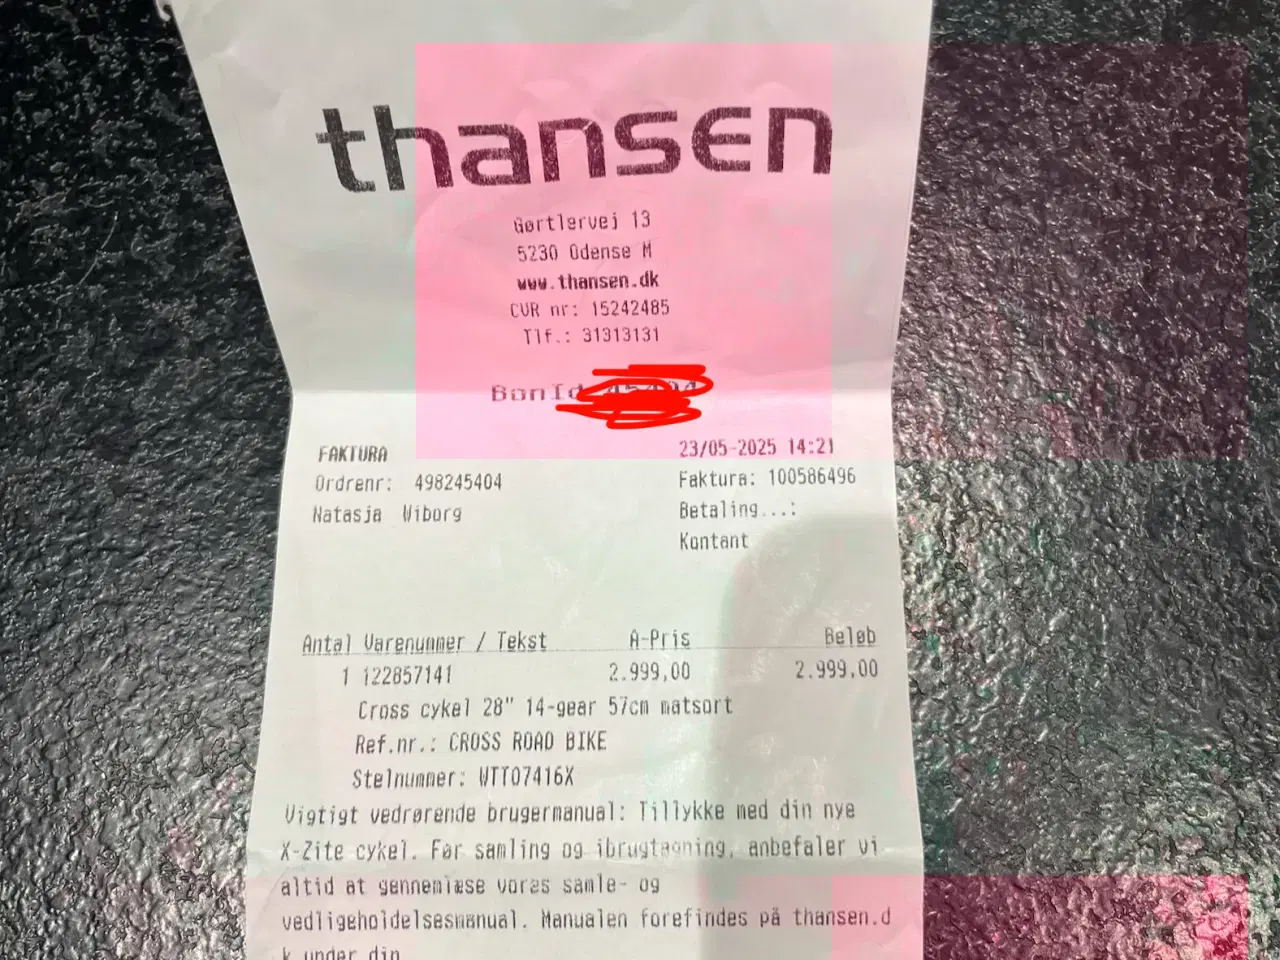 thansen
Gørtlervej 13
5230 Odense M
www.thansen.dk
CVR nr: 15242485
Tlf.: 31313131
BonId
FAKTURA 23/05-2025 14:21
Ordrenr: 498245404 Faktura: 100586496
Natasja Wiborg Betaling...:
Kontant
Antal Varenummer / Tekst A-Pris Beløb
1 122857141 2.999,00 2.999,00
Cross cykel 28" 14-gear 57cm matsort
Ref.nr.: CROSS ROAD BIKE
Stelnummer: WTT07416X
Vigtigt vedrørende brugermanual: Tillykke med din nye
X-Zite cykel. Før samling og ibrugtagning, anbefaler vi
altid at gennemlæse vores samle- og
vedligeholdelsesmanual. Manualen forefindes på thansen.d
k under din